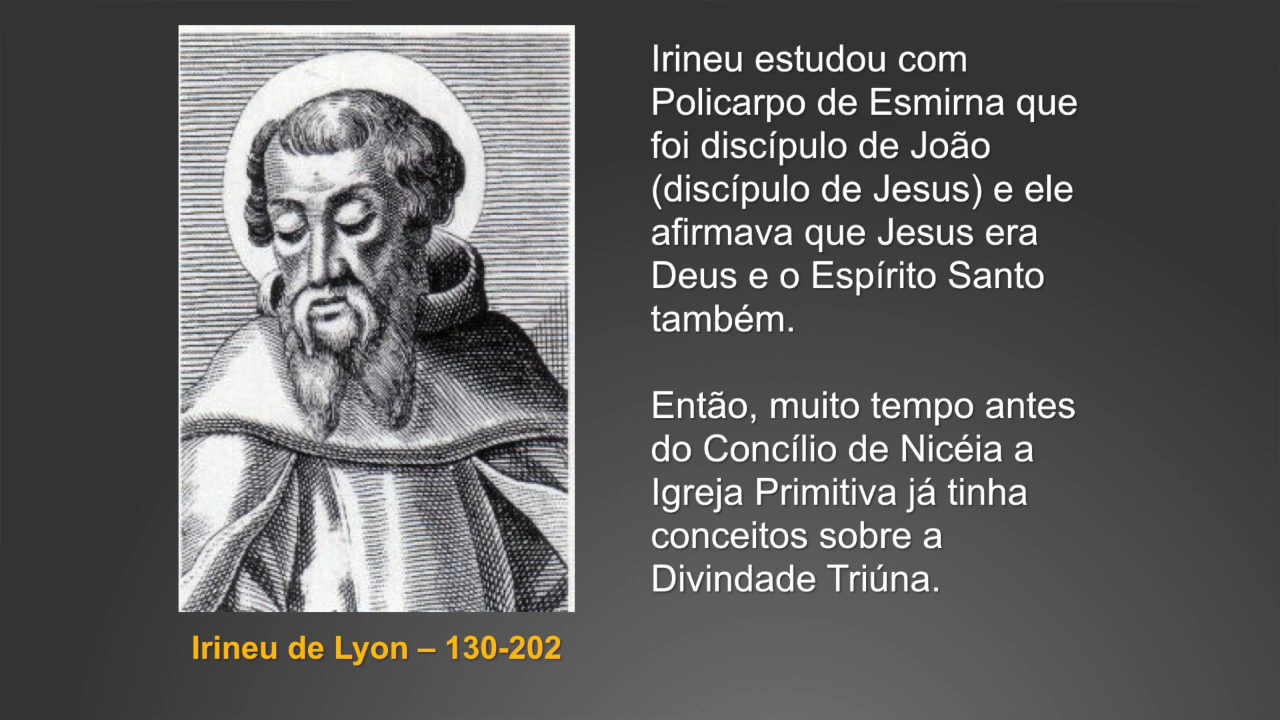 Irineu estudou com
Policarpo de Esmirna que
foi discípulo de João
(discípulo de Jesus) e ele
afirmava que Jesus era
Deus e o Espírito Santo
também.
Então, muito tempo antes
do Concílio de Nicéia a
Igreja Primitiva já tinha
conceitos sobre a
Divindade Triúna.
Irineu de Lyon – 130-202